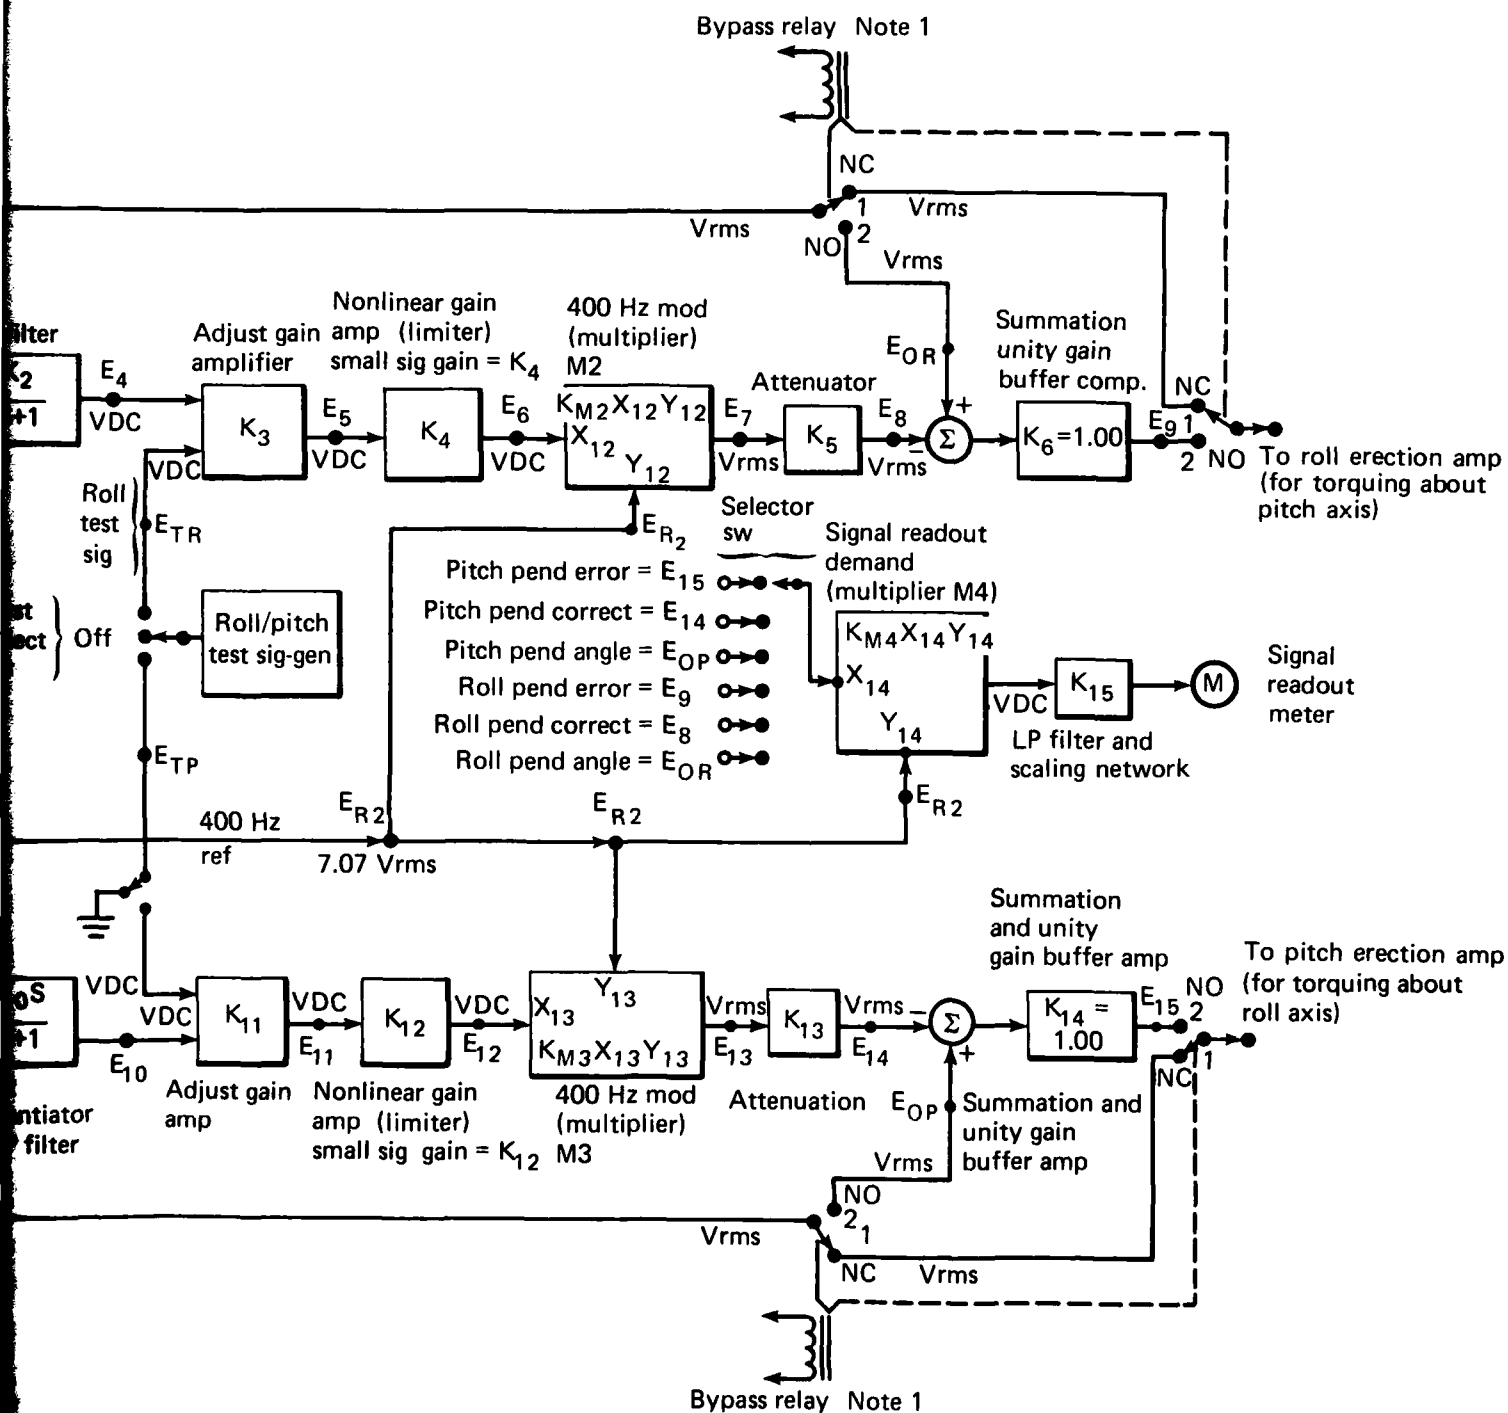 Bypass relay Note 1
NC
1
Vrms
Vrms
NO 2
Vrms
Nonlinear gain
amp (limiter)
small sig gain = K4
400 Hz mod
(multiplier)
M2
Adjust gain
amplifier
Summation
unity gain
buffer comp.
EOR
Attenuator
NC
K2
+1
E4
VDC
K3
E5
VDC
K4
E6
VDC
KM2X12Y12
X12
Y12
E7
Vrms
K5
E8
Vrms
+
−
Σ
K6=1.00
E9 1
2 NO
To roll erection amp
(for torquing about
pitch axis)
VDC
Roll
test
sig
ETR
ER2
Selector
sw
Signal readout
demand
(multiplier M4)
Pitch pend error = E15
Pitch pend correct = E14
Pitch pend angle = EOP
Roll pend error = E9
Roll pend correct = E8
Roll pend angle = EOR
Off
Roll/pitch
test sig-gen
KM4X14Y14
X14
Y14
VDC
K15
M
Signal
readout
meter
LP filter and
scaling network
ETP
ER2
400 Hz
ref
ER2
7.07 Vrms
ER2
Summation
and unity
gain buffer amp
To pitch erection amp
(for torquing about
roll axis)
S
+1
VDC
VDC
E10
K11
VDC
E11
K12
VDC
E12
X13
Y13
KM3X13Y13
Vrms
E13
K13
Vrms
E14
−
+
Σ
K14 =
1.00
E15
NO
2
1
NC
Adjust gain
amp
Nonlinear gain
amp (limiter)
small sig gain = K12
400 Hz mod
(multiplier)
M3
Attenuation
EOP
Summation and
unity gain
buffer amp
filter
Vrms
NO
2
1
Vrms
NC
Vrms
Bypass relay Note 1